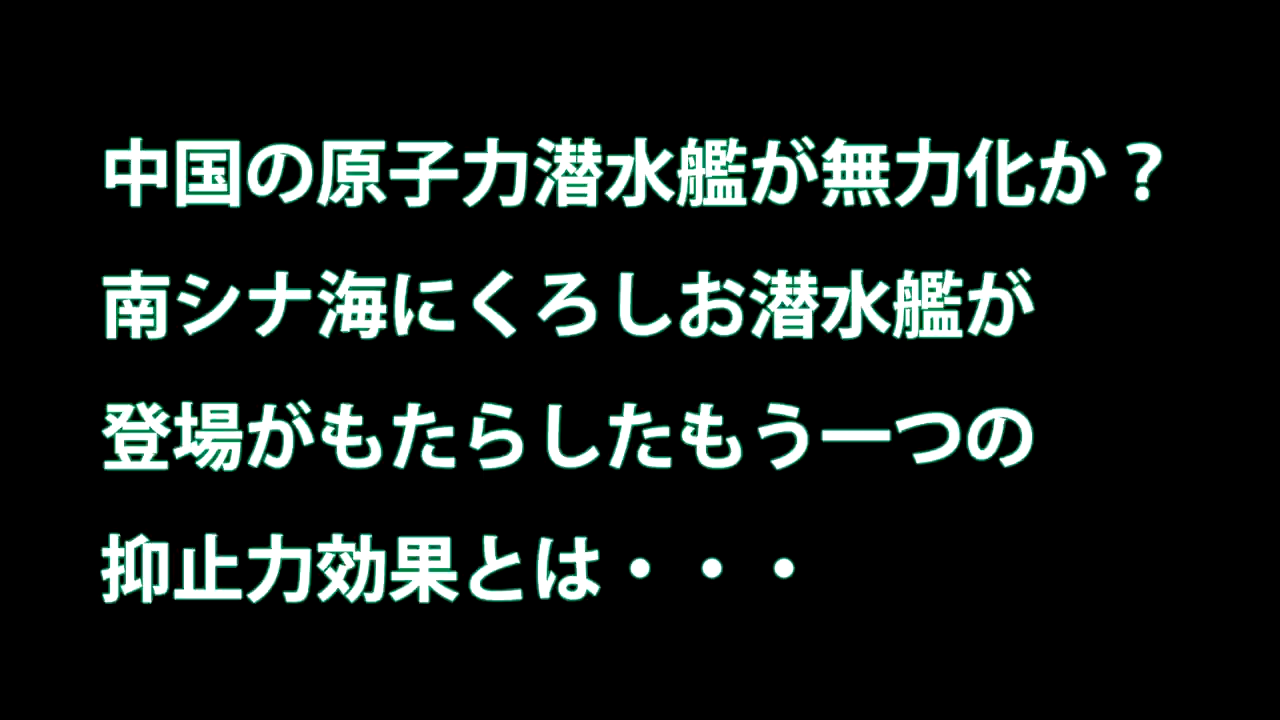 中国の原子力潜水艦が無力化か？
南シナ海にくろしお潜水艦が
登場がもたらしたもう一つの
抑止力効果とは・・・